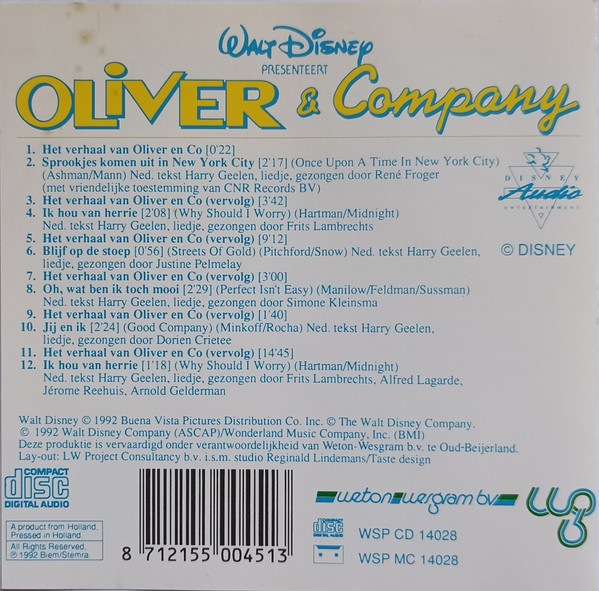 WALT DISNEY
PRESENTEERT
OLiVER & Company
1. Het verhaal van Oliver en Co [0'22]
2. Sprookjes komen uit in New York City [2'17] (Once Upon A Time In New York City)
(Ashman/Mann) Ned. tekst Harry Geelen, liedje, gezongen door René Froger
(met vriendelijke toestemming van CNR Records BV)
3. Het verhaal van Oliver en Co (vervolg) [3'42]
4. Ik hou van herrie [2'08] (Why Should I Worry) (Hartman/Midnight)
Ned. tekst Harry Geelen, liedje, gezongen door Frits Lambrechts
5. Het verhaal van Oliver en Co (vervolg) [9'12]
6. Blijf op de stoep [0'56] (Streets Of Gold) (Pitchford/Snow) Ned. tekst Harry Geelen,
liedje, gezongen door Justine Pelmelay
7. Het verhaal van Oliver en Co (vervolg) [3'00]
8. Oh, wat ben ik toch mooi [2'29] (Perfect Isn't Easy) (Manilow/Feldman/Sussman)
Ned. tekst Harry Geelen, liedje, gezongen door Simone Kleinsma
9. Het verhaal van Oliver en Co (vervolg) [1'40]
10. Jij en ik [2'24] (Good Company) (Minkoff/Rocha) Ned. tekst Harry Geelen,
liedje, gezongen door Dorien Crietee
11. Het verhaal van Oliver en Co (vervolg) [14'45]
12. Ik hou van herrie [1'18] (Why Should I Worry) (Hartman/Midnight)
Ned. tekst Harry Geelen, liedje, gezongen door Frits Lambrechts, Alfred Lagarde,
Jérome Reehuis, Arnold Gelderman
DISNEY
Audio
ENTERTAINMENT
© DISNEY
Walt Disney © 1992 Buena Vista Pictures Distribution Co. Inc. © The Walt Disney Company.
© 1992 Walt Disney Company (ASCAP)/Wonderland Music Company, Inc. (BMI)
Deze produktie is vervaardigd onder verantwoordelijkheid van Weton-Wesgram b.v. te Oud-Beijerland.
Lay-out: LW Project Consultancy b.v. i.s.m. studio Reginald Lindemans/Taste design
COMPACT
disc
DIGITAL AUDIO
A product from Holland.
Pressed in Holland.
All Rights Reserved,
℗ 1992 Biem/Stemra.
8 712155 004513
weton wesgram bv
COMPACT
disc
DIGITAL AUDIO
WSP CD 14028
WSP MC 14028